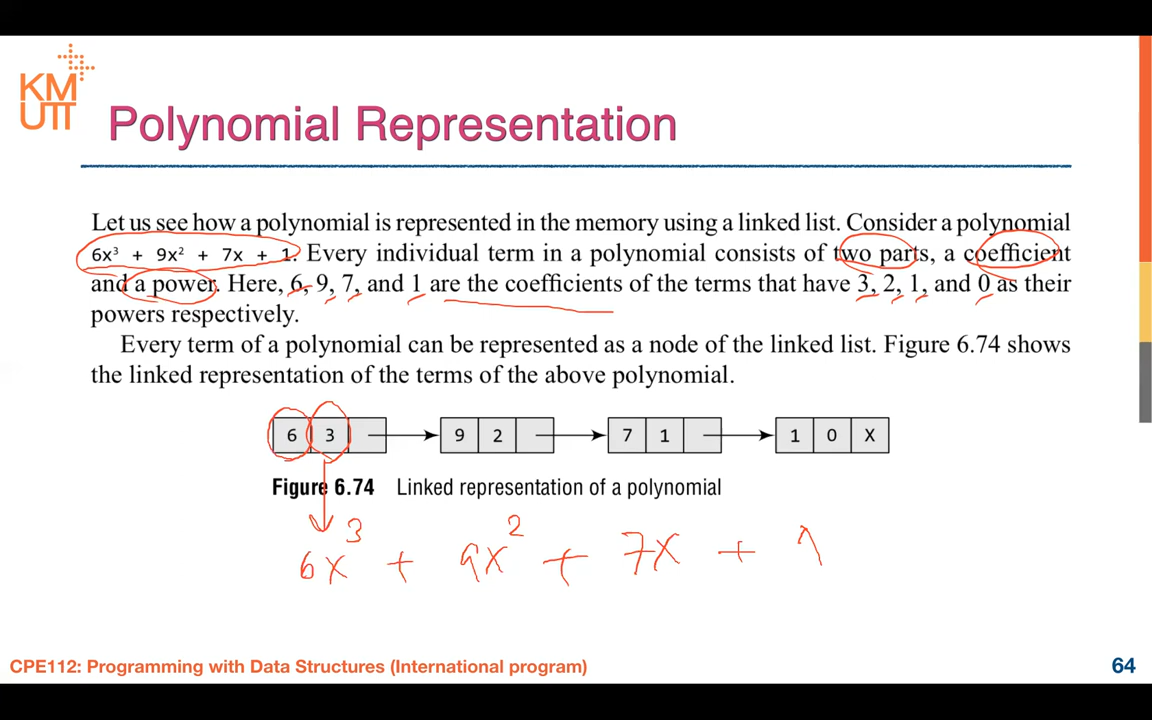 KM
UTT
Polynomial Representation
Let us see how a polynomial is represented in the memory using a linked list. Consider a polynomial
6x³ + 9x² + 7x + 1. Every individual term in a polynomial consists of two parts, a coefficient
and a power. Here, 6, 9, 7, and 1 are the coefficients of the terms that have 3, 2, 1, and 0 as their
powers respectively.
Every term of a polynomial can be represented as a node of the linked list. Figure 6.74 shows
the linked representation of the terms of the above polynomial.
6 3 9 2 7 1 1 0 X
Figure 6.74 Linked representation of a polynomial
6x³ + 9x² + 7x + 1
CPE112: Programming with Data Structures (International program) 64